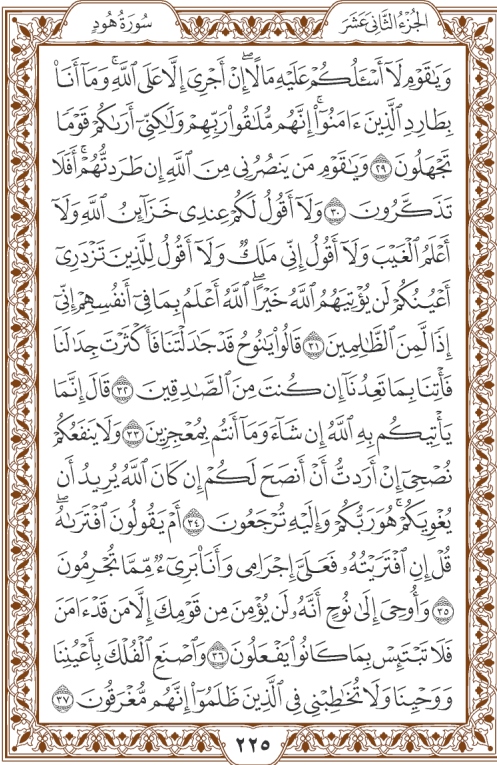 الجزء الثاني عشر
سورة هود
وَيَٰقَوْمِ لَآ أَسْـَٔلُكُمْ عَلَيْهِ مَالًا ۖ إِنْ أَجْرِىَ إِلَّا عَلَى ٱللَّهِ ۚ وَمَآ أَنَا۠
بِطَارِدِ ٱلَّذِينَ ءَامَنُوٓا۟ ۚ إِنَّهُم مُّلَٰقُوا۟ رَبِّهِمْ وَلَٰكِنِّىٓ أَرَىٰكُمْ قَوْمًا
تَجْهَلُونَ ٢٩ وَيَٰقَوْمِ مَن يَنصُرُنِى مِنَ ٱللَّهِ إِن طَرَدتُّهُمْ ۚ أَفَلَا
تَذَكَّرُونَ ٣٠ وَلَآ أَقُولُ لَكُمْ عِندِى خَزَآئِنُ ٱللَّهِ وَلَآ
أَعْلَمُ ٱلْغَيْبَ وَلَآ أَقُولُ إِنِّى مَلَكٌ وَلَآ أَقُولُ لِلَّذِينَ تَزْدَرِىٓ
أَعْيُنُكُمْ لَن يُؤْتِيَهُمُ ٱللَّهُ خَيْرًا ۖ ٱللَّهُ أَعْلَمُ بِمَا فِىٓ أَنفُسِهِمْ ۖ إِنِّىٓ
إِذًا لَّمِنَ ٱلظَّٰلِمِينَ ٣١ قَالُوا۟ يَٰنُوحُ قَدْ جَٰدَلْتَنَا فَأَكْثَرْتَ جِدَٰلَنَا
فَأْتِنَا بِمَا تَعِدُنَآ إِن كُنتَ مِنَ ٱلصَّٰدِقِينَ ٣٢ قَالَ إِنَّمَا
يَأْتِيكُم بِهِ ٱللَّهُ إِن شَآءَ وَمَآ أَنتُم بِمُعْجِزِينَ ٣٣ وَلَا يَنفَعُكُمْ
نُصْحِىٓ إِنْ أَرَدتُّ أَنْ أَنصَحَ لَكُمْ إِن كَانَ ٱللَّهُ يُرِيدُ أَن
يُغْوِيَكُمْ ۚ هُوَ رَبُّكُمْ وَإِلَيْهِ تُرْجَعُونَ ٣٤ أَمْ يَقُولُونَ ٱفْتَرَىٰهُ ۖ
قُلْ إِنِ ٱفْتَرَيْتُهُۥ فَعَلَىَّ إِجْرَامِى وَأَنَا۠ بَرِىٓءٌ مِّمَّا تُجْرِمُونَ
٣٥ وَأُوحِىَ إِلَىٰ نُوحٍ أَنَّهُۥ لَن يُؤْمِنَ مِن قَوْمِكَ إِلَّا مَن قَدْ ءَامَنَ
فَلَا تَبْتَئِسْ بِمَا كَانُوا۟ يَفْعَلُونَ ٣٦ وَٱصْنَعِ ٱلْفُلْكَ بِأَعْيُنِنَا
وَوَحْيِنَا وَلَا تُخَٰطِبْنِى فِى ٱلَّذِينَ ظَلَمُوٓا۟ ۚ إِنَّهُم مُّغْرَقُونَ ٣٧
٢٢٥